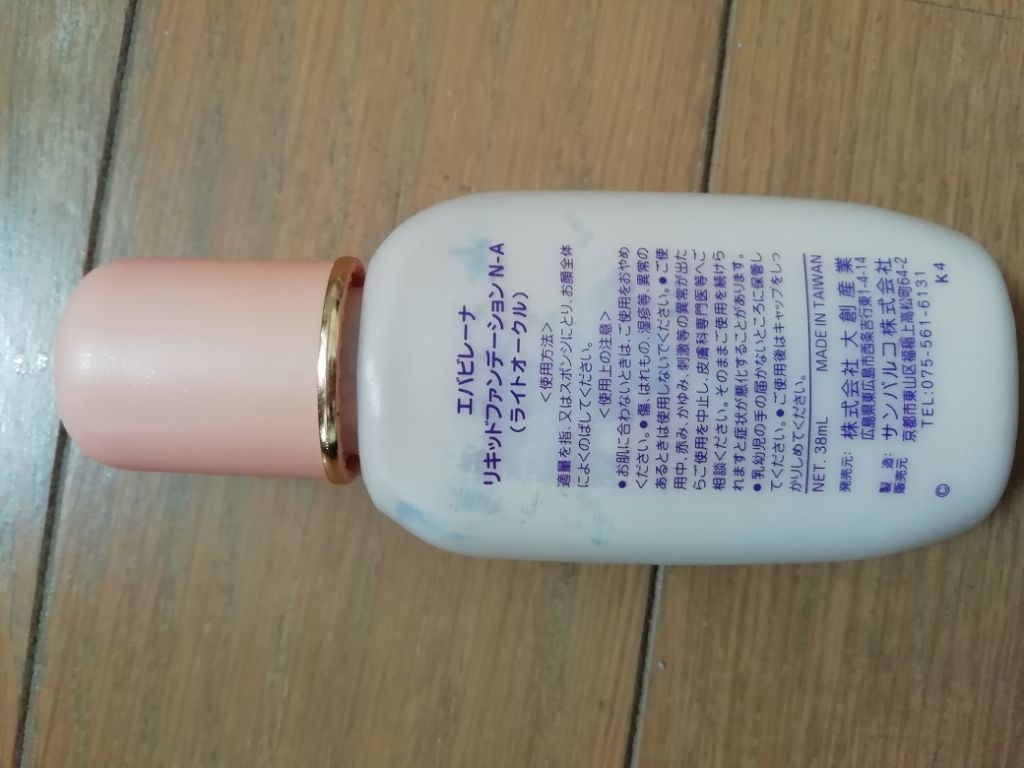 エバビレーナ
リキッドファンデーション N-A
(ライトオークル)
<使用方法>
適量を指、又はスポンジにとり、お顔全体
によくのばしてください。
<使用上の注意>
●お肌に合わないときは、ご使用をおやめ
ください。●傷、はれもの、湿疹等、異常の
あるときは使用しないでください。●ご使
用中、赤み、かゆみ、刺激等の異常が出た
らご使用を中止し、皮膚科専門医等へご
相談ください。そのままご使用を続けら
れますと症状が悪化することがあります。
●乳幼児の手の届かないところに保管し
てください。●ご使用後はキャップをしっ
かりしめてください。
NET. 38mL MADE IN TAIWAN
発売元: 株式会社 大創産業
広島県東広島市西条吉行東1-4-14
製造: サンパルコ株式会社
販売元 京都市東山区福稲上高松町64-2
TEL:075-561-6131
© K4